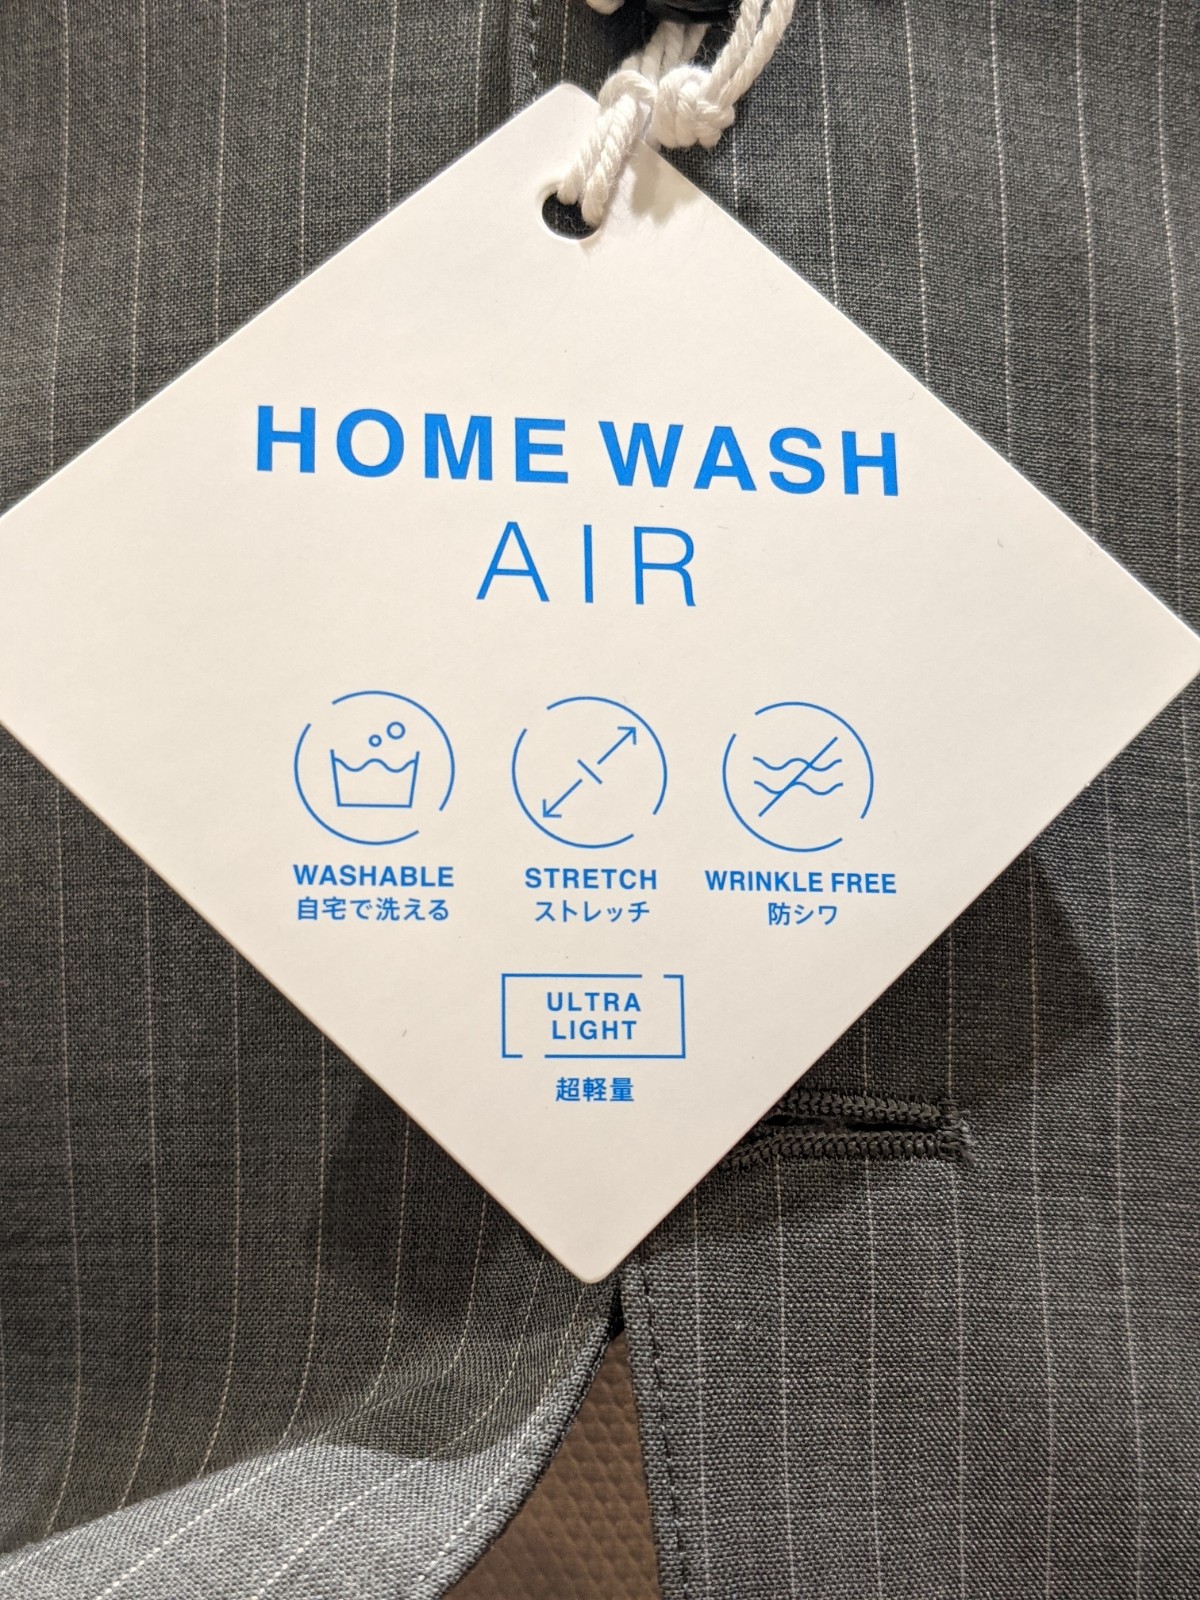 HOME WASH
AIR
WASHABLE
自宅で洗える
STRETCH
ストレッチ
WRINKLE FREE
防シワ
ULTRA
LIGHT
超軽量